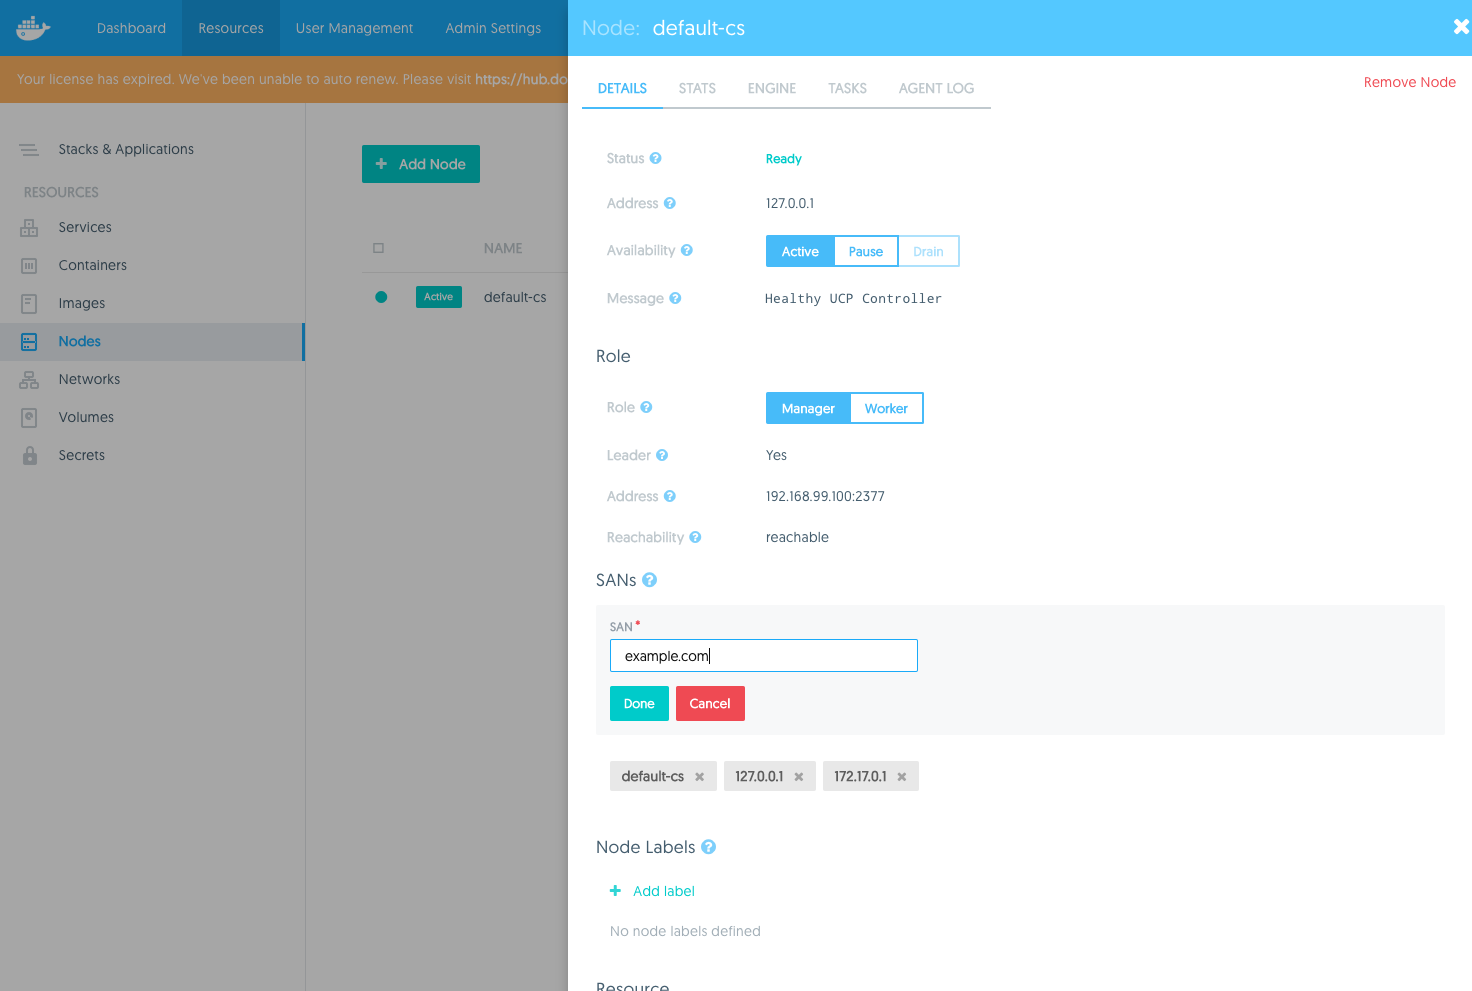 Dashboard Resources User Management Admin Settings
Your license has expired. We've been unable to auto renew. Please visit https://hub.do
Stacks & Applications
RESOURCES
Services
Containers
Images
Nodes
Networks
Volumes
Secrets
+ Add Node
NAME
Active default-cs
Node: default-cs
DETAILS STATS ENGINE TASKS AGENT LOG
Remove Node
Status ? Ready
Address ? 127.0.0.1
Availability ? Active Pause Drain
Message ? Healthy UCP Controller
Role
Role ? Manager Worker
Leader ? Yes
Address ? 192.168.99.100:2377
Reachability ? reachable
SANs ?
SAN *
example.com
Done Cancel
default-cs × 127.0.0.1 × 172.17.0.1 ×
Node Labels ?
+ Add label
No node labels defined
Resource